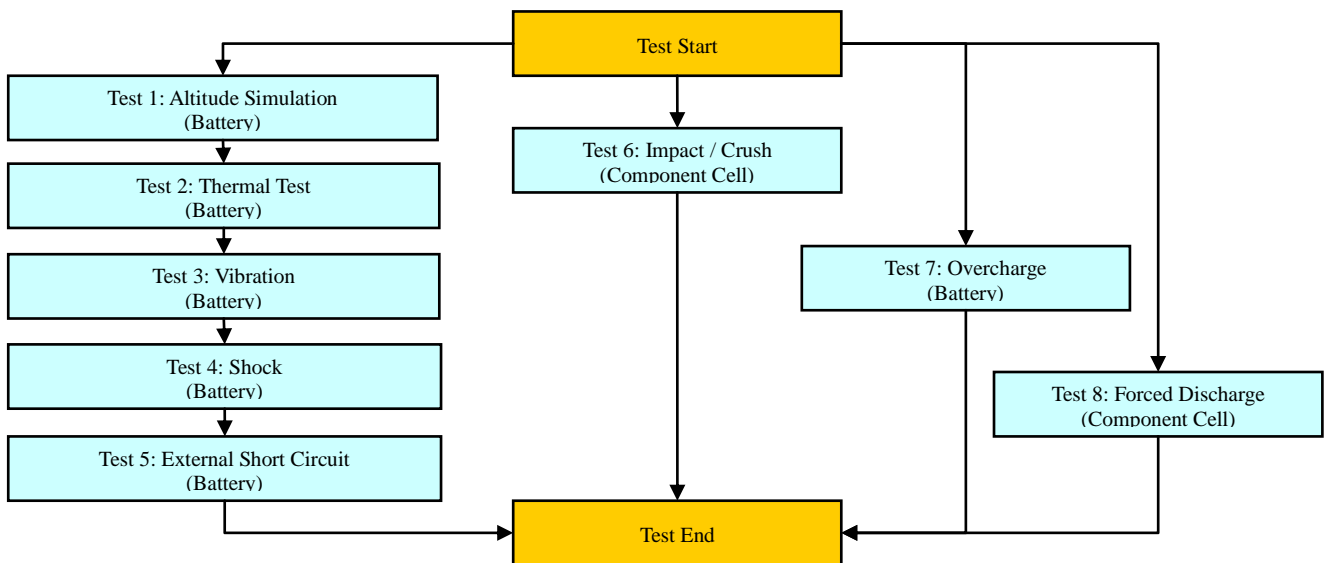 Test Start
Test 1: Altitude Simulation
(Battery)
Test 2: Thermal Test
(Battery)
Test 3: Vibration
(Battery)
Test 4: Shock
(Battery)
Test 5: External Short Circuit
(Battery)
Test 6: Impact / Crush
(Component Cell)
Test 7: Overcharge
(Battery)
Test 8: Forced Discharge
(Component Cell)
Test End